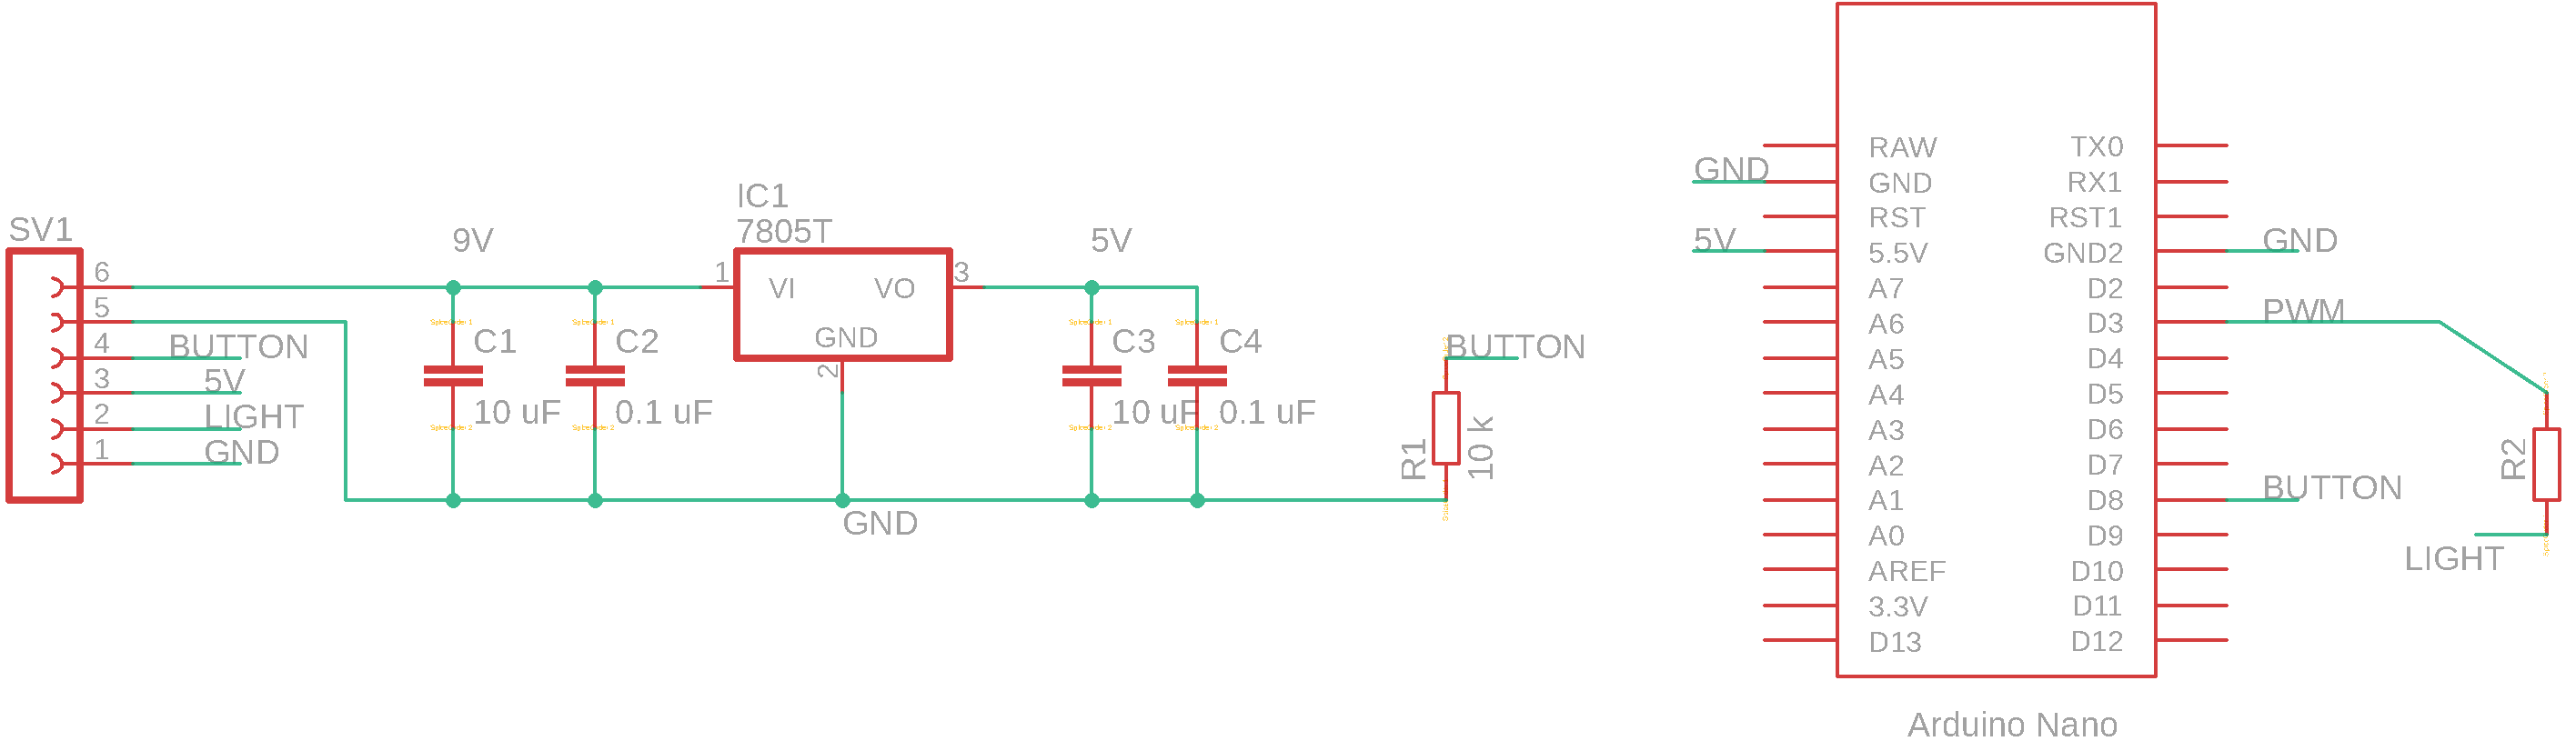 SV1
6
5
4
3
2
1
BUTTON
5V
LIGHT
GND
9V
C1
10 uF
C2
0.1 uF
IC1
7805T
1
VI
VO
3
GND
2
GND
5V
C3
10 uF
C4
0.1 uF
BUTTON
R1
10 k
GND
5V
RAW
GND
RST
5.5V
A7
A6
A5
A4
A3
A2
A1
A0
AREF
3.3V
D13
TX0
RX1
RST1
GND2
D2
D3
D4
D5
D6
D7
D8
D9
D10
D11
D12
GND
PWM
BUTTON
R2
LIGHT
Arduino Nano